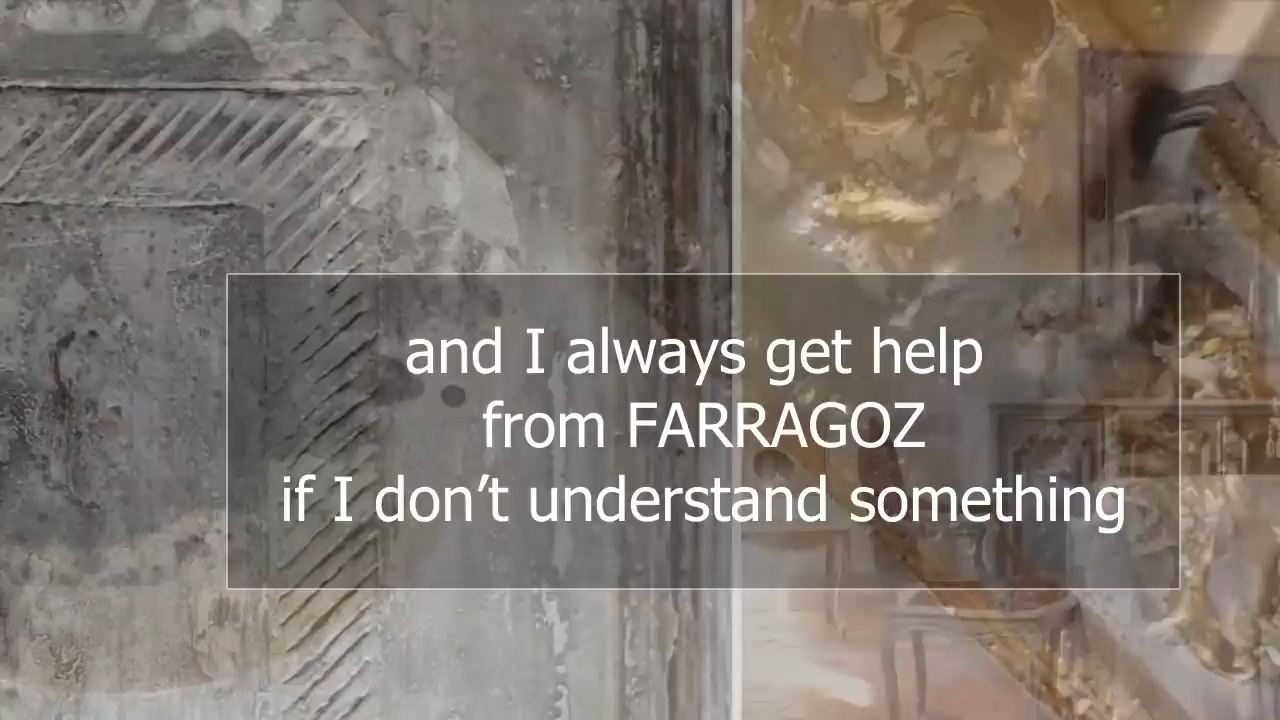 and I always get help
from FARRAGOZ
if I don’t understand something